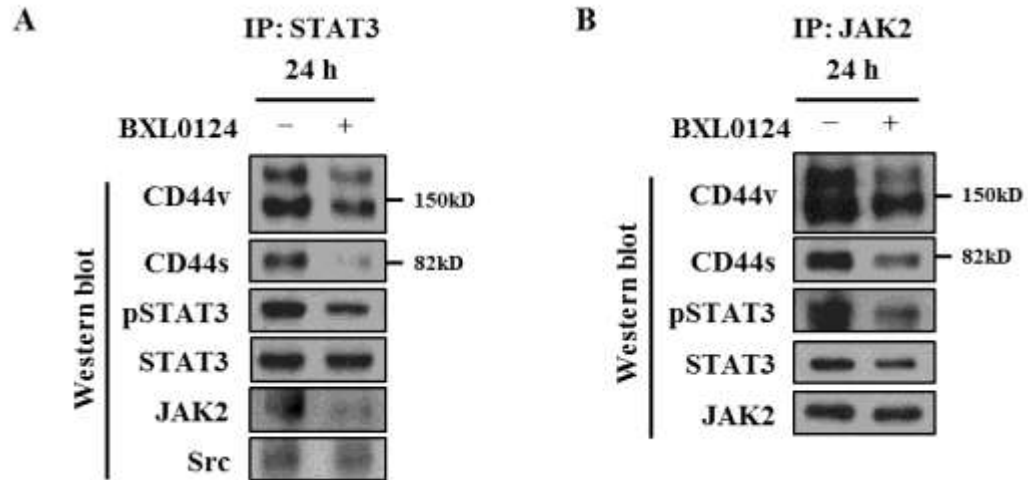 A
IP: STAT3
24 h
BXL0124 – +
Western blot
CD44v
150kD
CD44s
82kD
pSTAT3
STAT3
JAK2
Src
B
IP: JAK2
24 h
BXL0124 – +
Western blot
CD44v
150kD
CD44s
82kD
pSTAT3
STAT3
JAK2